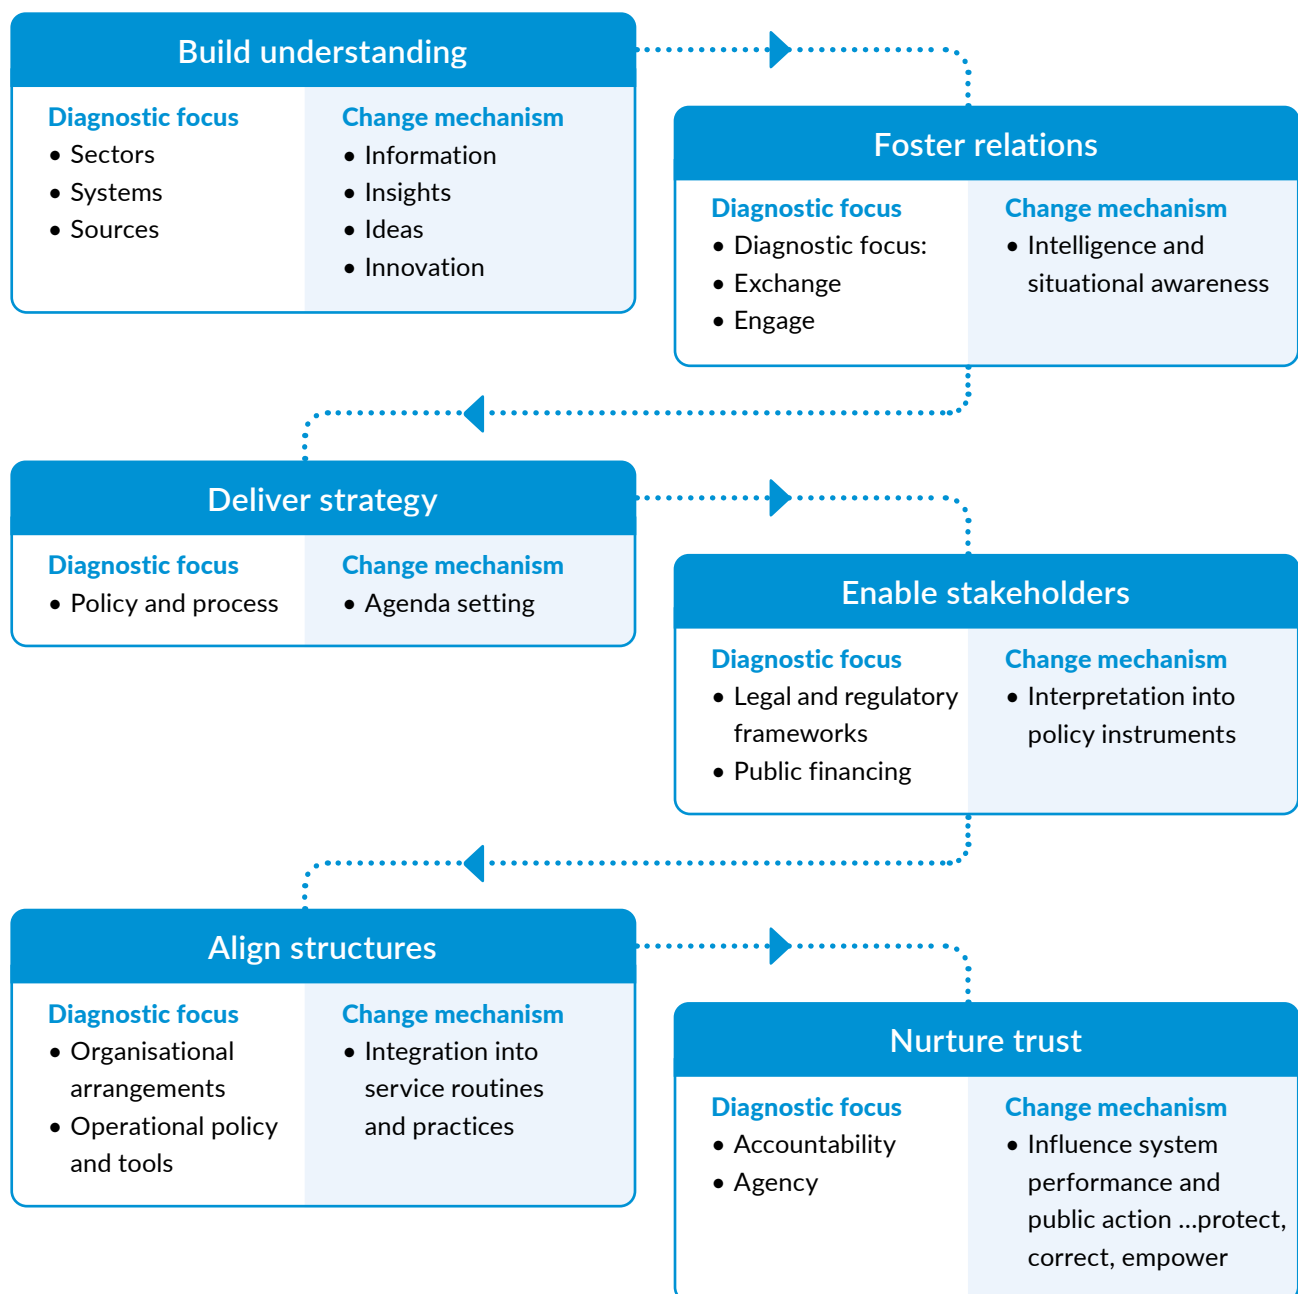 Build understanding
Diagnostic focus
• Sectors
• Systems
• Sources
Change mechanism
• Information
• Insights
• Ideas
• Innovation
Foster relations
Diagnostic focus
• Diagnostic focus:
• Exchange
• Engage
Change mechanism
• Intelligence and
situational awareness
Deliver strategy
Diagnostic focus
• Policy and process
Change mechanism
• Agenda setting
Enable stakeholders
Diagnostic focus
• Legal and regulatory
frameworks
• Public financing
Change mechanism
• Interpretation into
policy instruments
Align structures
Diagnostic focus
• Organisational
arrangements
• Operational policy
and tools
Change mechanism
• Integration into
service routines
and practices
Nurture trust
Diagnostic focus
• Accountability
• Agency
Change mechanism
• Influence system
performance and
public action ...protect,
correct, empower